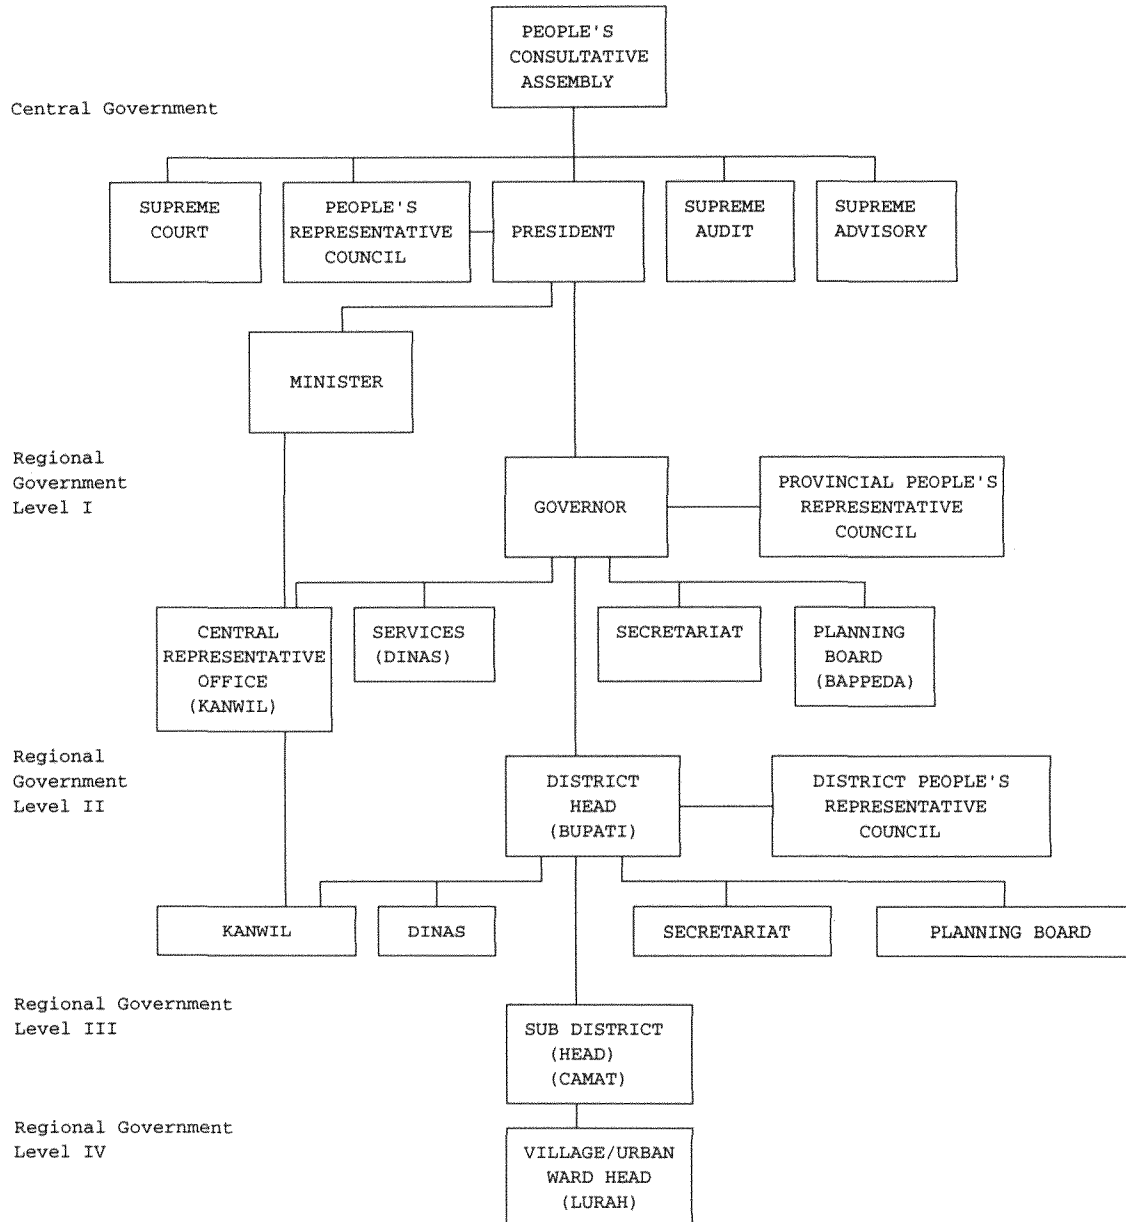 PEOPLE'S
CONSULTATIVE
ASSEMBLY
Central Government
SUPREME
COURT
PEOPLE'S
REPRESENTATIVE
COUNCIL
PRESIDENT
SUPREME
AUDIT
SUPREME
ADVISORY
MINISTER
Regional
Government
Level I
GOVERNOR
PROVINCIAL PEOPLE'S
REPRESENTATIVE
COUNCIL
CENTRAL
REPRESENTATIVE
OFFICE
(KANWIL)
SERVICES
(DINAS)
SECRETARIAT
PLANNING
BOARD
(BAPPEDA)
Regional
Government
Level II
DISTRICT
HEAD
(BUPATI)
DISTRICT PEOPLE'S
REPRESENTATIVE
COUNCIL
KANWIL
DINAS
SECRETARIAT
PLANNING BOARD
Regional Government
Level III
SUB DISTRICT
(HEAD)
(CAMAT)
Regional Government
Level IV
VILLAGE/URBAN
WARD HEAD
(LURAH)